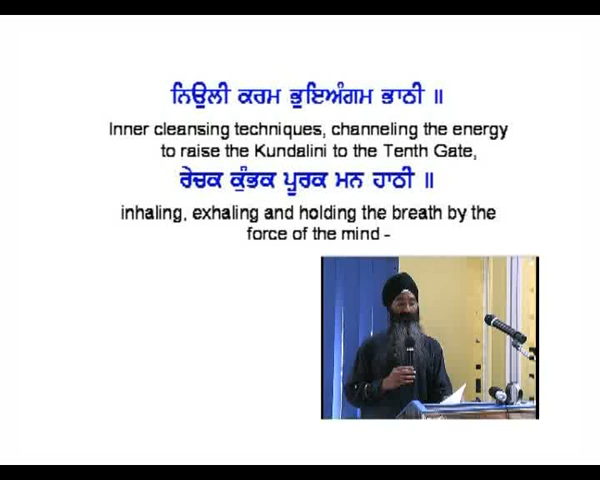 ਨਿਉਲੀ ਕਰਮ ਭੁਇਅੰਗਮ ਭਾਠੀ ॥
Inner cleansing techniques, channeling the energy
to raise the Kundalini to the Tenth Gate,
ਰੇਚਕ ਕੁੰਭਕ ਪੂਰਕ ਮਨ ਹਾਠੀ ॥
inhaling, exhaling and holding the breath by the
force of the mind -